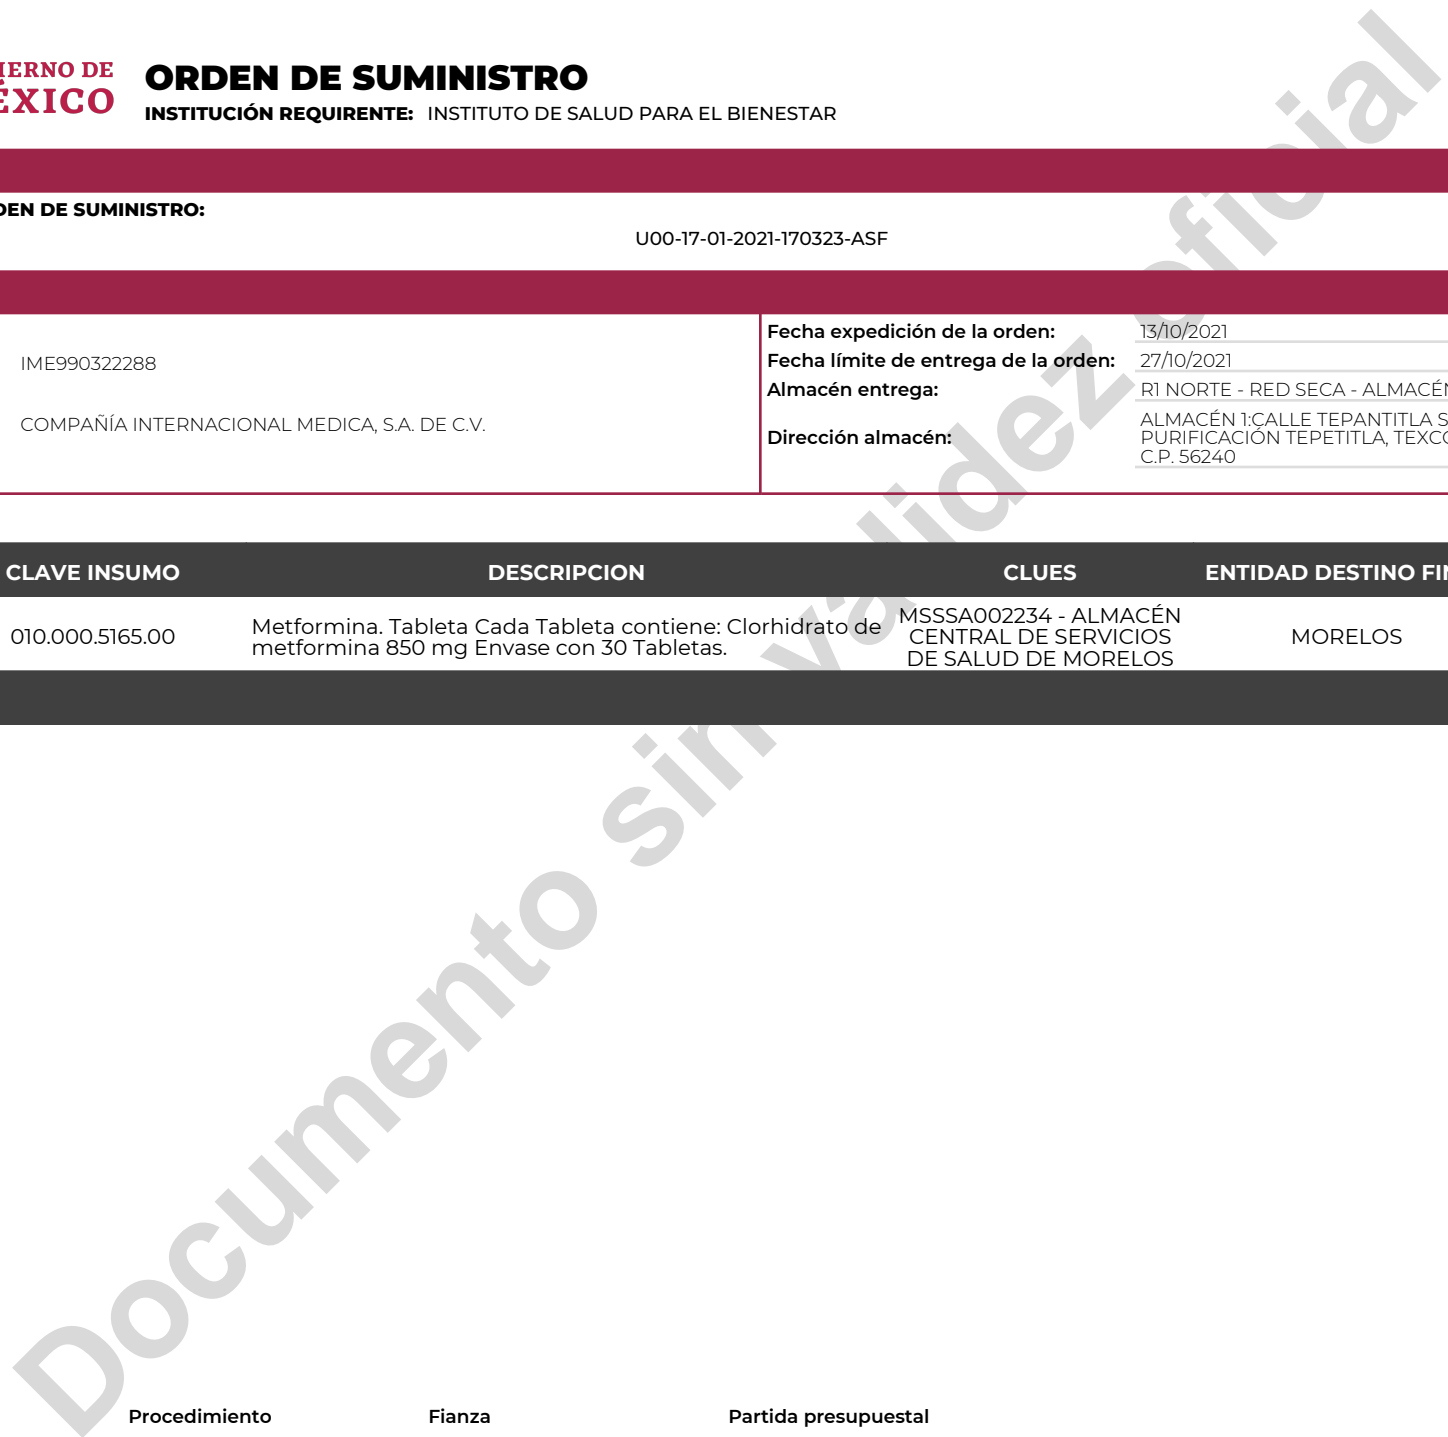 IERNO DE
ÉXICO
ORDEN DE SUMINISTRO
INSTITUCIÓN REQUIRENTE: INSTITUTO DE SALUD PARA EL BIENESTAR
DEN DE SUMINISTRO:
U00-17-01-2021-170323-ASF
IME990322288
COMPAÑÍA INTERNACIONAL MEDICA, S.A. DE C.V.
Fecha expedición de la orden: 13/10/2021
Fecha límite de entrega de la orden: 27/10/2021
Almacén entrega: R1 NORTE - RED SECA - ALMACÉN
Dirección almacén: ALMACÉN 1:CALLE TEPANTITLA S
PURIFICACIÓN TEPETITLA, TEXCO
C.P. 56240
CLAVE INSUMO DESCRIPCION CLUES ENTIDAD DESTINO FIN
010.000.5165.00
Metformina. Tableta Cada Tableta contiene: Clorhidrato de
metformina 850 mg Envase con 30 Tabletas.
MSSSA002234 - ALMACÉN
CENTRAL DE SERVICIOS
DE SALUD DE MORELOS
MORELOS
Documento sin validez oficial
Procedimiento Fianza Partida presupuestal